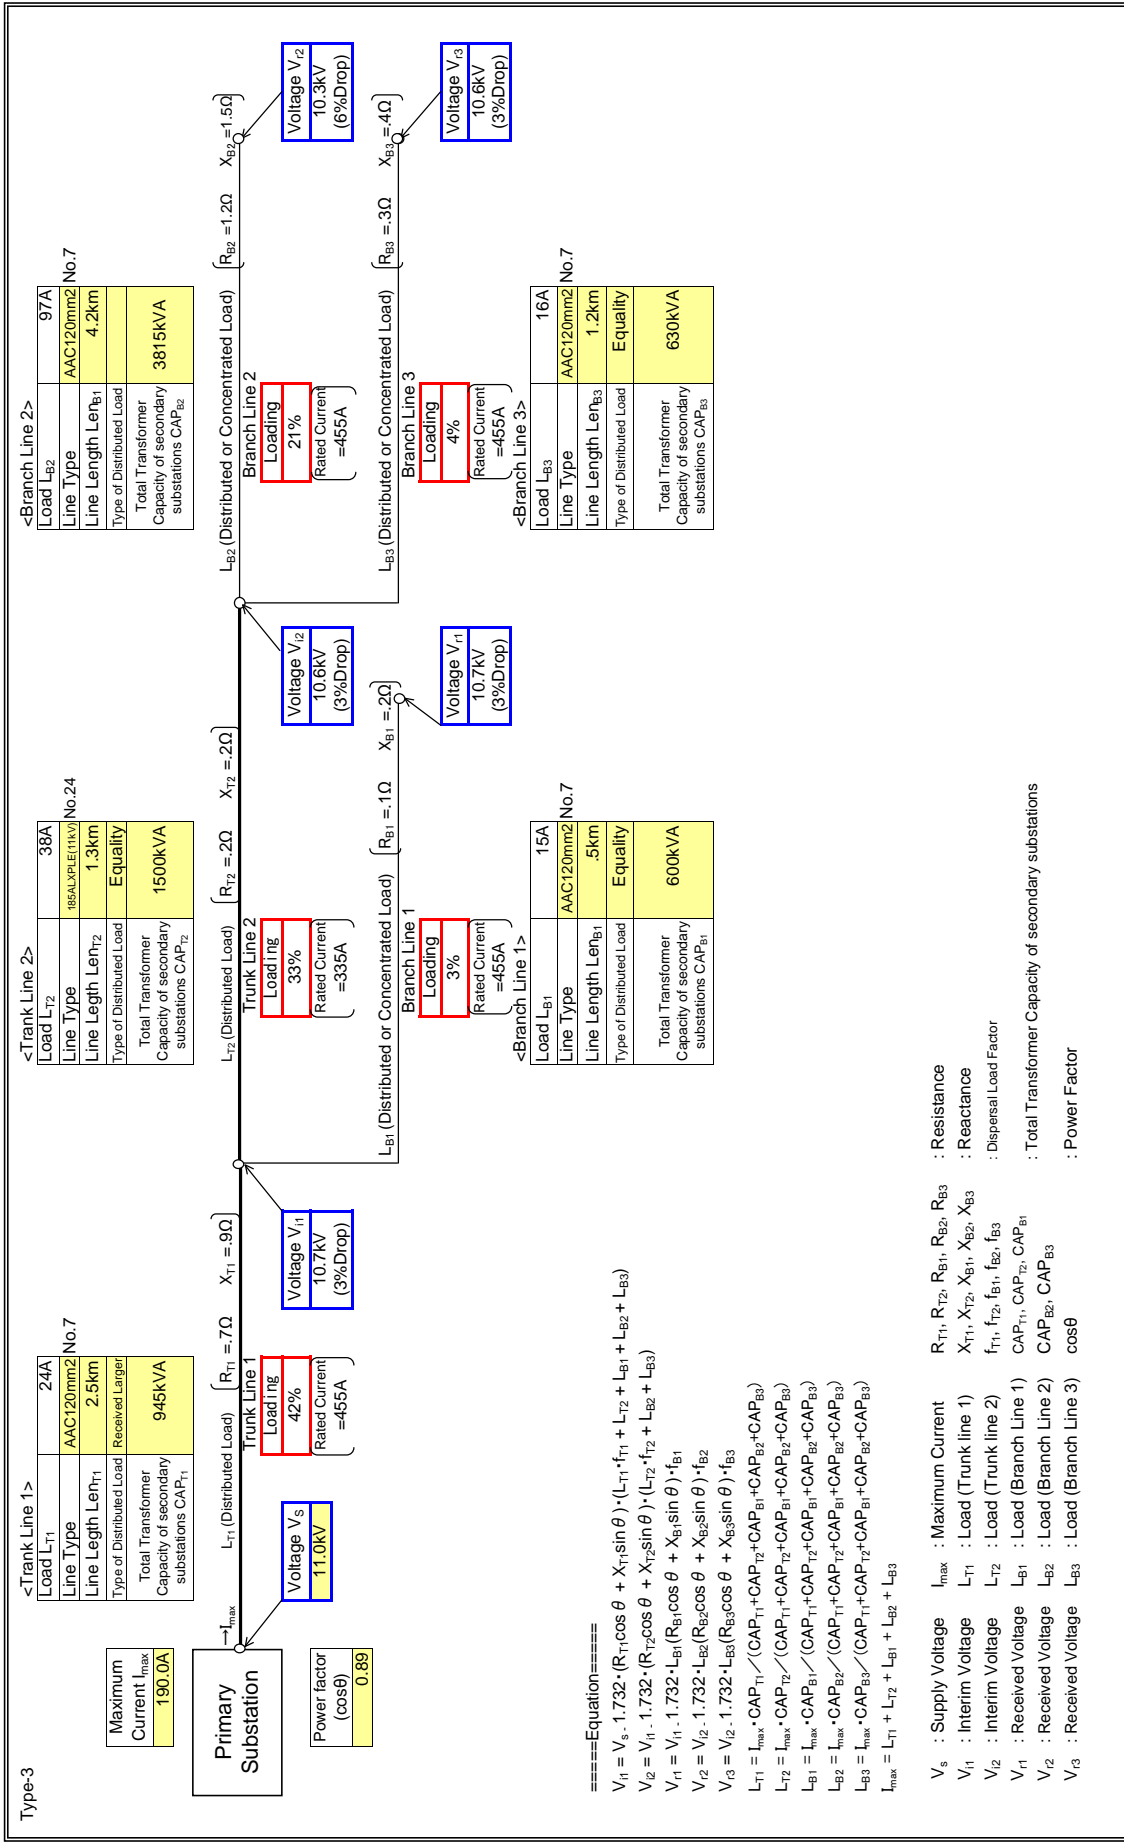 Type-3
Maximum
Current Imax
190.0A
Primary
Substation
Power factor
(cosθ)
0.89
→Imax
Voltage VS
11.0kV
<Trank Line 1>
Load LT1 24A
Line Type AAC120mm2 No.7
Line Legth LenT1 2.5km
Type of Distributed Load Received Larger
Total Transformer
Capacity of secondary
substations CAPT1
945kVA
LT1 (Distributed Load)
RT1 =.7Ω XT1 =.9Ω
Trunk Line 1
Loading
42%
Rated Current
=455A
Voltage Vi1
10.7kV
(3%Drop)
<Trank Line 2>
Load LT2 38A
Line Type 185ALXPLE(11kV) No.24
Line Legth LenT2 1.3km
Type of Distributed Load Equality
Total Transformer
Capacity of secondary
substations CAPT2
1500kVA
LT2 (Distributed Load)
RT2 =.2Ω XT2 =.2Ω
Trunk Line 2
Loading
33%
Rated Current
=335A
Voltage Vi2
10.6kV
(3%Drop)
LB1 (Distributed or Concentrated Load)
RB1 =.1Ω XB1 =.2Ω
Branch Line 1
Loading
3%
Rated Current
=455A
Voltage Vr1
10.7kV
(3%Drop)
<Branch Line 1>
Load LB1 15A
Line Type AAC120mm2 No.7
Line Length LenB1 .5km
Type of Distributed Load Equality
Total Transformer
Capacity of secondary
substations CAPB1
600kVA
<Branch Line 2>
Load LB2 97A
Line Type AAC120mm2 No.7
Line Length LenB1 4.2km
Type of Distributed Load
Total Transformer
Capacity of secondary
substations CAPB2
3815kVA
LB2 (Distributed or Concentrated Load)
RB2 =1.2Ω XB2 =1.5Ω
Branch Line 2
Loading
21%
Rated Current
=455A
Voltage Vr2
10.3kV
(6%Drop)
LB3 (Distributed or Concentrated Load)
RB3 =.3Ω XB3 =.4Ω
Branch Line 3
Loading
4%
Rated Current
=455A
Voltage Vr3
10.6kV
(3%Drop)
<Branch Line 3>
Load LB3 16A
Line Type AAC120mm2 No.7
Line Length LenB3 1.2km
Type of Distributed Load Equality
Total Transformer
Capacity of secondary
substations CAPB3
630kVA
=====Equation=====
Vi1 = Vs - 1.732・(RT1cos θ + XT1sin θ)・(LT1・fT1 + LT2 + LB1 + LB2 + LB3)
Vi2 = Vi1 - 1.732・(RT2cos θ + XT2sin θ)・(LT2・fT2 + LB2 + LB3)
Vr1 = Vi1 - 1.732・LB1(RB1cos θ + XB1sin θ)・fB1
Vr2 = Vi2 - 1.732・LB2(RB2cos θ + XB2sin θ)・fB2
Vr3 = Vi2 - 1.732・LB3(RB3cos θ + XB3sin θ)・fB3
LT1 = Imax・CAPT1／(CAPT1+CAPT2+CAPB1+CAPB2+CAPB3)
LT2 = Imax・CAPT2／(CAPT1+CAPT2+CAPB1+CAPB2+CAPB3)
LB1 = Imax・CAPB1／(CAPT1+CAPT2+CAPB1+CAPB2+CAPB3)
LB2 = Imax・CAPB2／(CAPT1+CAPT2+CAPB1+CAPB2+CAPB3)
LB3 = Imax・CAPB3／(CAPT1+CAPT2+CAPB1+CAPB2+CAPB3)
Imax = LT1 + LT2 + LB1 + LB2 + LB3
Vs : Supply Voltage Imax : Maximum Current RT1, RT2, RB1, RB2, RB3 : Resistance
Vi1 : Interim Voltage LT1 : Load (Trunk line 1) XT1, XT2, XB1, XB2, XB3 : Reactance
Vi2 : Interim Voltage LT2 : Load (Trunk line 2) fT1, fT2, fB1, fB2, fB3 : Dispersal Load Factor
Vr1 : Received Voltage LB1 : Load (Branch Line 1) CAPT1, CAPT2, CAPB1
Vr2 : Received Voltage LB2 : Load (Branch Line 2) CAPB2, CAPB3 : Total Transformer Capacity of secondary substations
Vr3 : Received Voltage LB3 : Load (Branch Line 3) cosθ : Power Factor